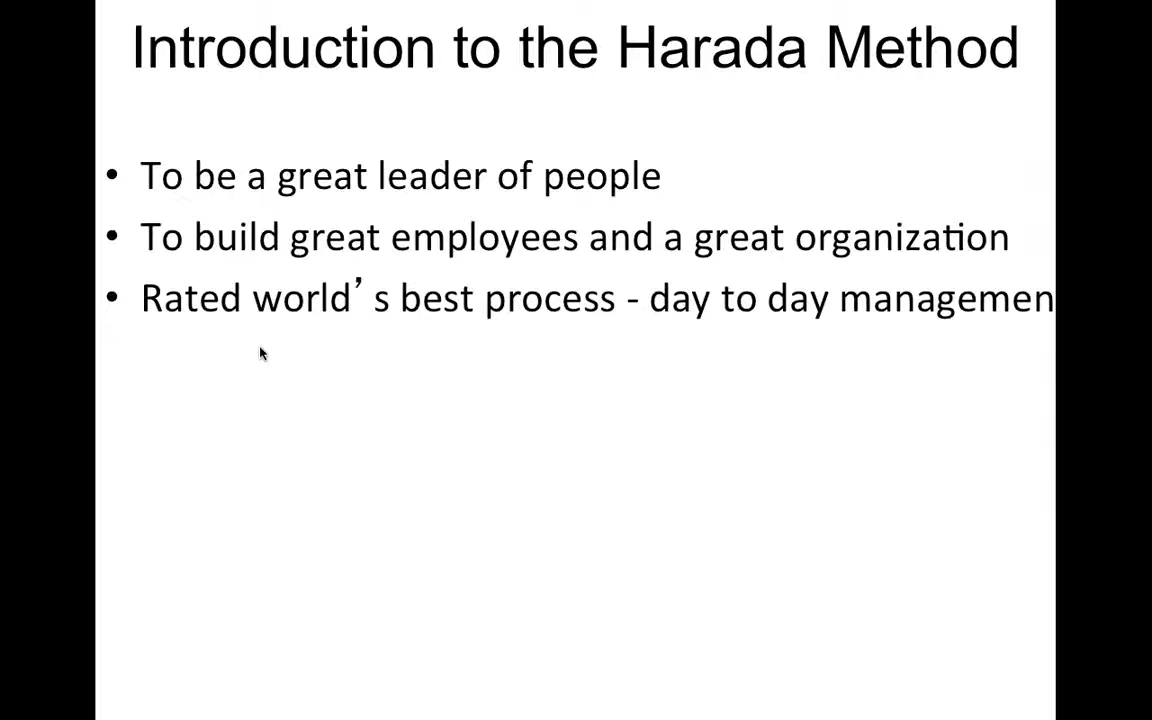 Introduction to the Harada Method
• To be a great leader of people
• To build great employees and a great organization
• Rated world’s best process - day to day managemen